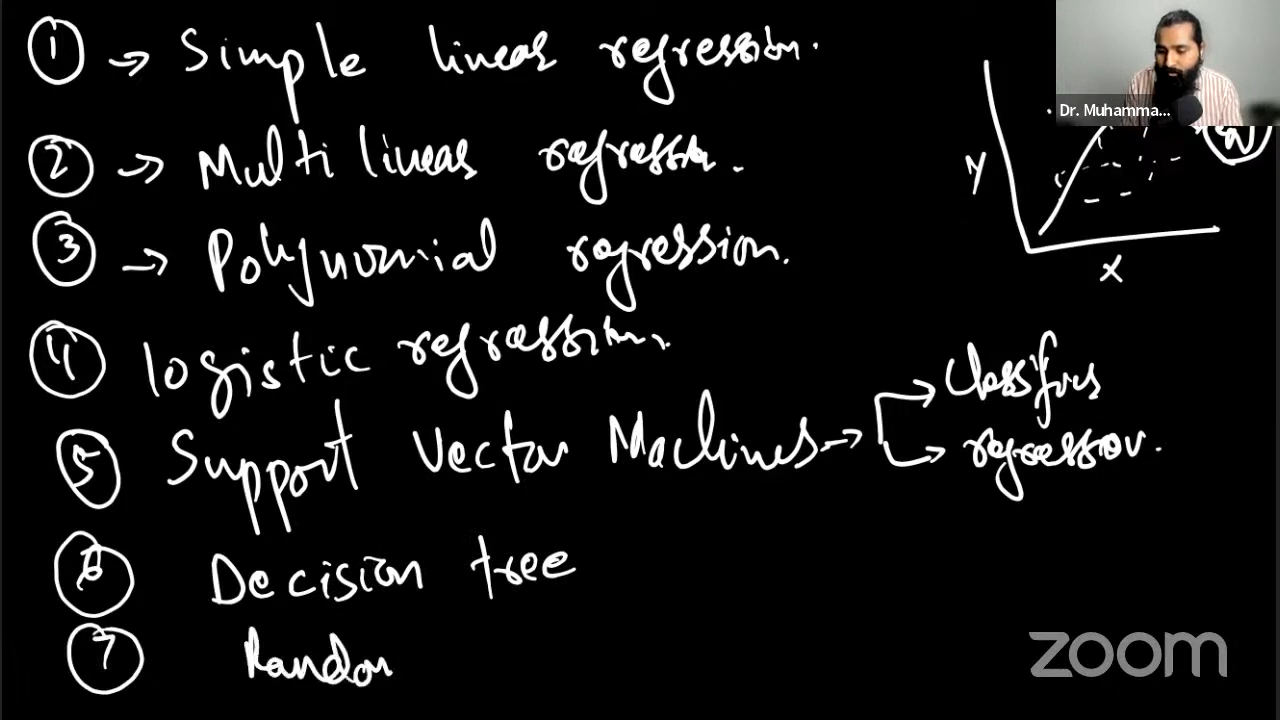 1 → Simple linear regression.
2 → Multi linear regression.
3 → Polynomial regression.
4 logistic regression.
5 Support Vector Machines → Classifier
→ regressor.
6 Decision tree
7 Random
y
x
Dr. Muhamma...
zoom